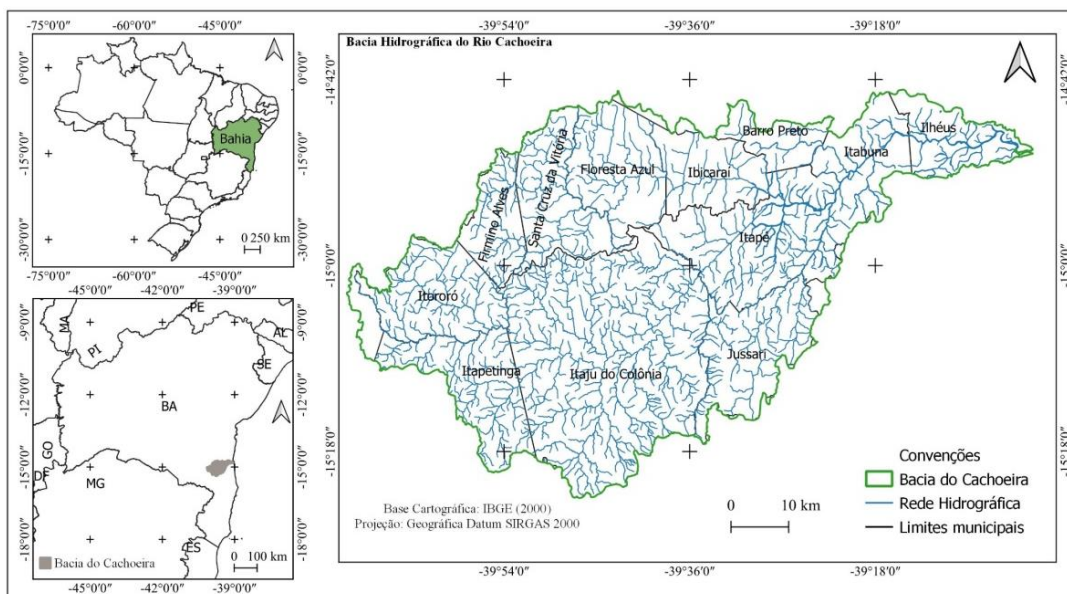 -75°0'0" -60°0'0" -45°0'0"
0°0'0" 0°0'0"
Bahia
-15°0'0" -15°0'0"
-30°0'0" -30°0'0"
0 250 km
-75°0'0" -60°0'0" -45°0'0"
-45°0'0" -42°0'0" -39°0'0"
MA PI PE AL SE
-9°0'0" -9°0'0"
-12°0'0" -12°0'0"
BA
GO DF MG ES
-15°0'0" -15°0'0"
-18°0'0" -18°0'0"
Bacia do Cachoeira
0 100 km
-45°0'0" -42°0'0" -39°0'0"
-39°54'0" -39°36'0" -39°18'0"
Bacia Hidrográfica do Rio Cachoeira
-14°42'0" -14°42'0"
Ilhéus
Barro Preto
Itabuna
Santa Cruz da Vitória
Floresta Azul
Ibicaraí
Firmino Alves
Itapé
-15°0'0" -15°0'0"
Itororó
Jussari
Itapetinga
Itaju do Colônia
-15°18'0" -15°18'0"
Convenções
Bacia do Cachoeira
Rede Hidrográfica
Limites municipais
0 10 km
Base Cartográfica: IBGE (2000)
Projeção: Geográfica Datum SIRGAS 2000
-39°54'0" -39°36'0" -39°18'0"